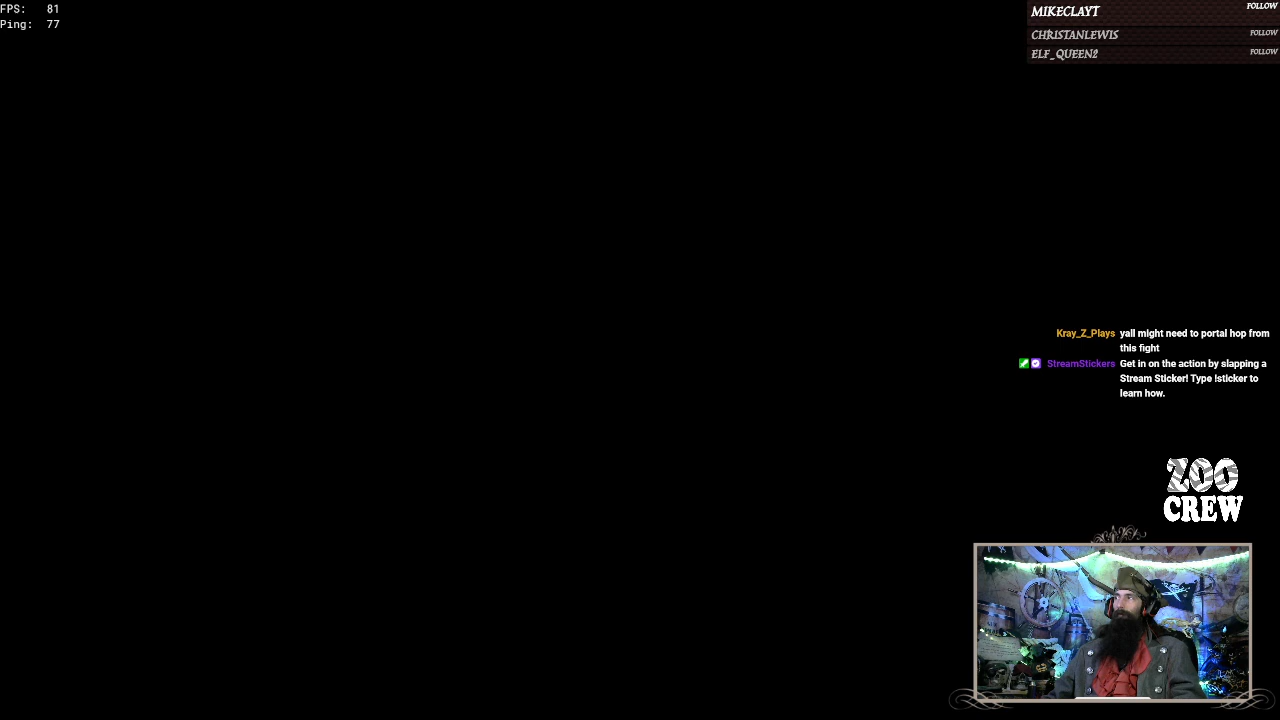 FPS: 81
Ping: 77
MIKECLAYT FOLLOW
CHRISTANLEWIS FOLLOW
ELF_QUEEN2 FOLLOW
Kray_Z_Plays yall might need to portal hop from
this fight
StreamStickers Get in on the action by slapping a
Stream Sticker! Type !sticker to
learn how.
ZOO
CREW